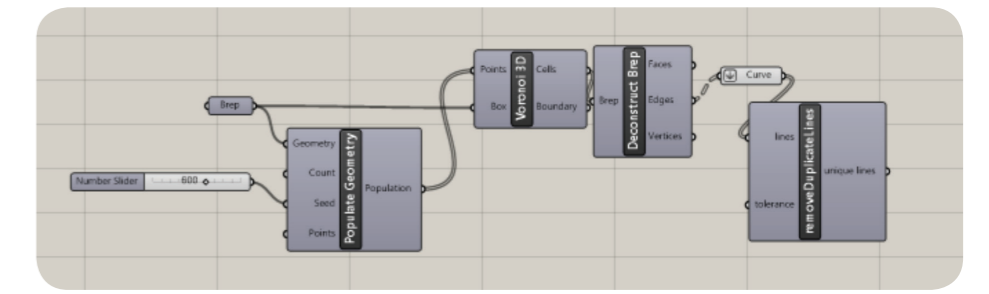 Brep
Number Slider
600
Geometry
Count
Seed
Points
Populate Geometry
Population
Points
Box
Voronoi 3D
Cells
Boundary
Brep
Deconstruct Brep
Faces
Edges
Vertices
Curve
lines
tolerance
removeDuplicateLines
unique lines